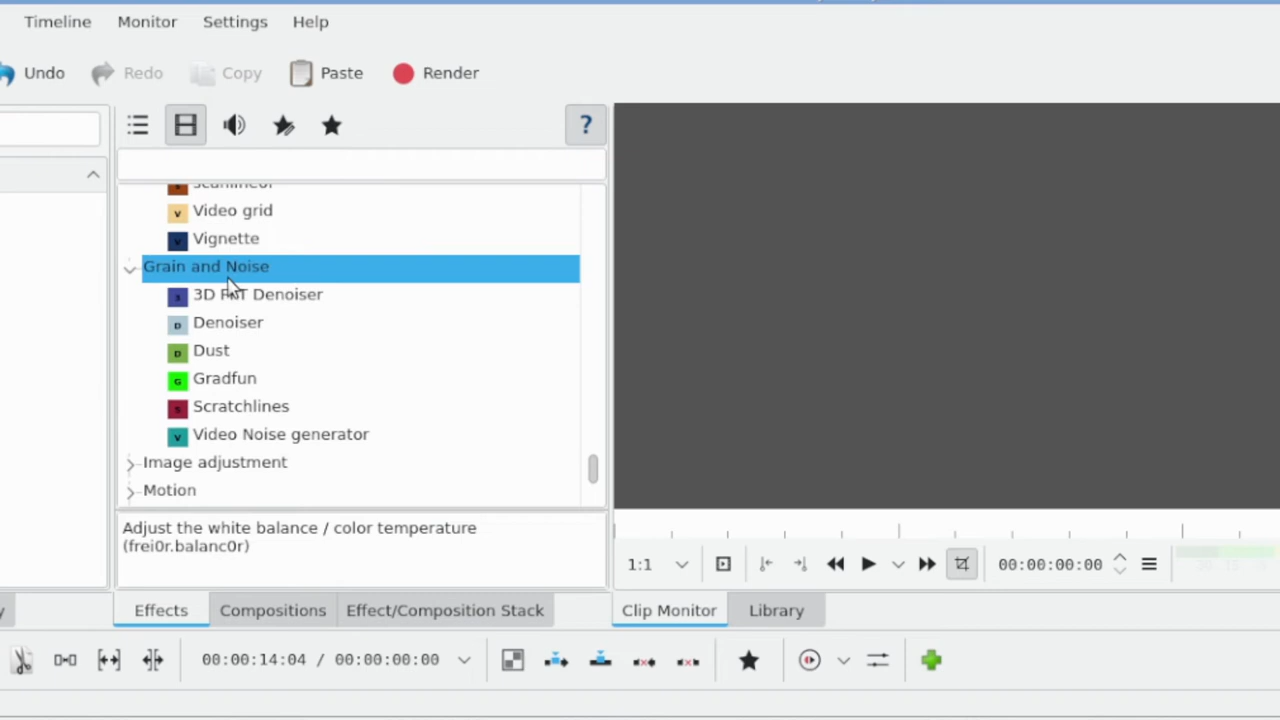 Timeline Monitor Settings Help
Undo Redo Copy Paste Render
?
Video grid
Vignette
Grain and Noise
3D FFT Denoiser
Denoiser
Dust
Gradfun
Scratchlines
Video Noise generator
Image adjustment
Motion
Adjust the white balance / color temperature
(frei0r.balanc0r)
1:1 00:00:00:00
Effects Compositions Effect/Composition Stack Clip Monitor Library
00:00:14:04 / 00:00:00:00